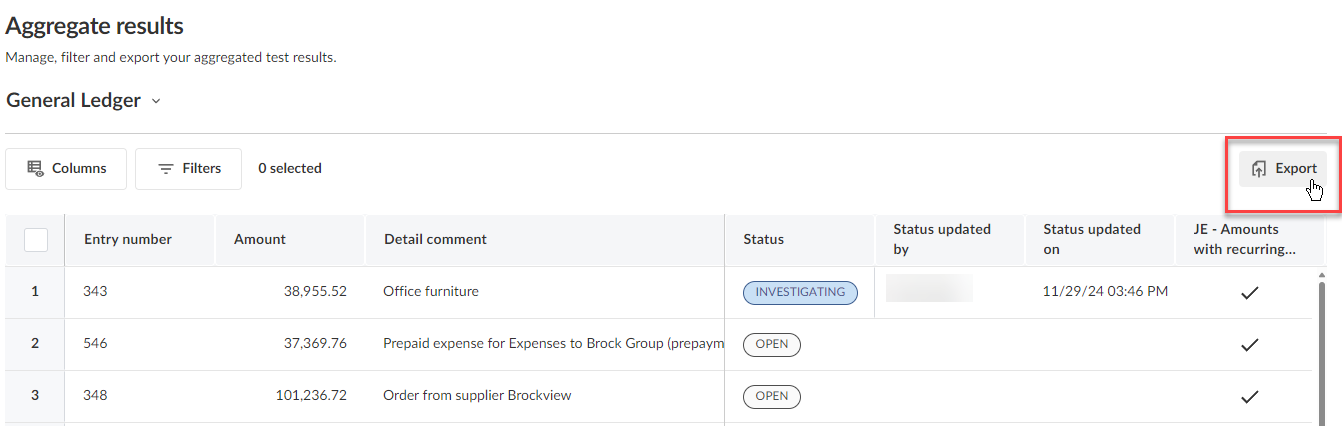 Aggregate results
Manage, filter and export your aggregated test results.
General Ledger
Columns Filters 0 selected Export
Entry number Amount Detail comment Status Status updated by Status updated on JE - Amounts with recurring...
1 343 38,955.52 Office furniture INVESTIGATING 11/29/24 03:46 PM
2 546 37,369.76 Prepaid expense for Expenses to Brock Group (prepaym OPEN
3 348 101,236.72 Order from supplier Brockview OPEN